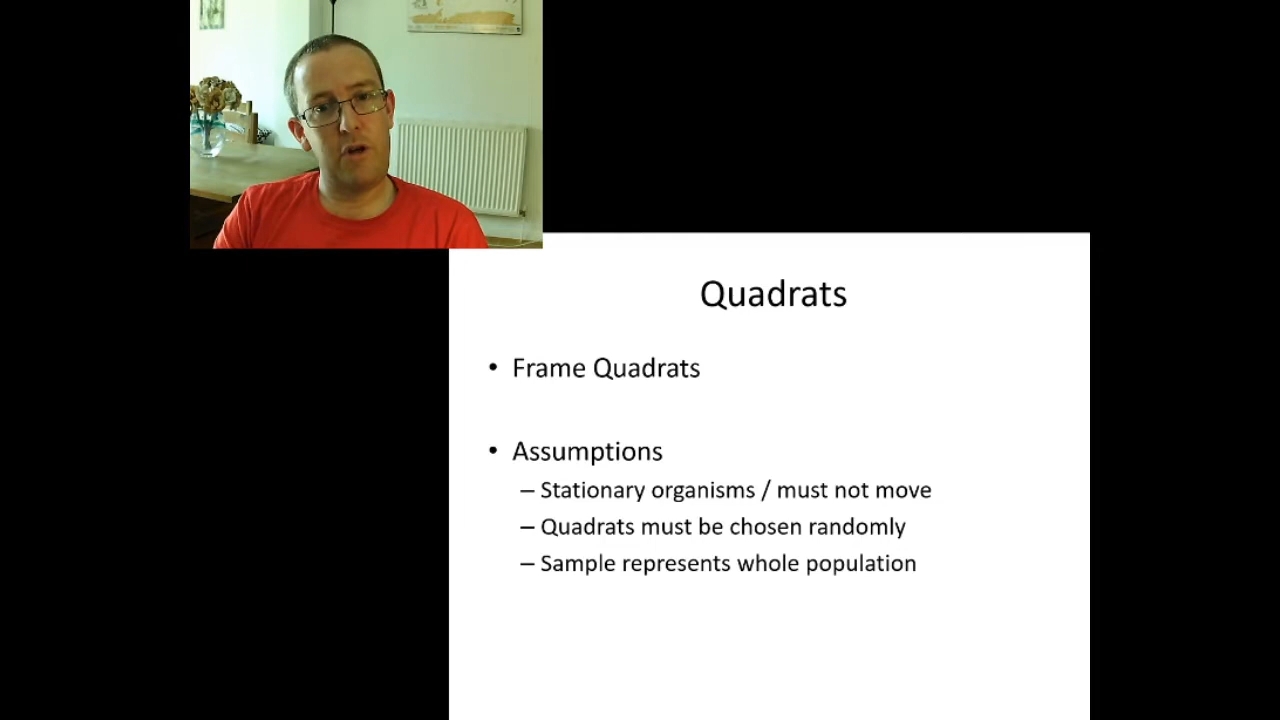 Quadrats
• Frame Quadrats
• Assumptions
– Stationary organisms / must not move
– Quadrats must be chosen randomly
– Sample represents whole population